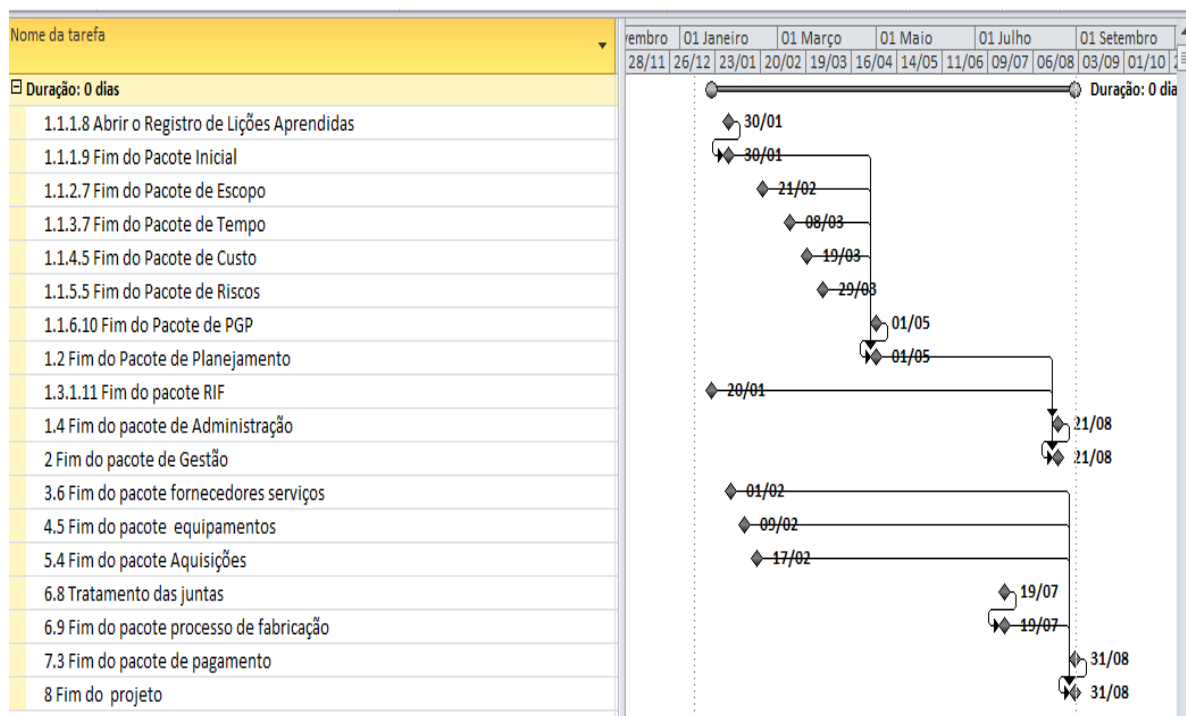 Nome da tarefa
vembro 01 Janeiro 01 Março 01 Maio 01 Julho 01 Setembro
28/11 26/12 23/01 20/02 19/03 16/04 14/05 11/06 09/07 06/08 03/09 01/10
Duração: 0 dias Duração: 0 dia
1.1.1.8 Abrir o Registro de Lições Aprendidas 30/01
1.1.1.9 Fim do Pacote Inicial 30/01
1.1.2.7 Fim do Pacote de Escopo 21/02
1.1.3.7 Fim do Pacote de Tempo 08/03
1.1.4.5 Fim do Pacote de Custo 19/03
1.1.5.5 Fim do Pacote de Riscos 29/03
1.1.6.10 Fim do Pacote de PGP 01/05
1.2 Fim do Pacote de Planejamento 01/05
1.3.1.11 Fim do pacote RIF 20/01
1.4 Fim do pacote de Administração 21/08
2 Fim do pacote de Gestão 21/08
3.6 Fim do pacote fornecedores serviços 01/02
4.5 Fim do pacote equipamentos 09/02
5.4 Fim do pacote Aquisições 17/02
6.8 Tratamento das juntas 19/07
6.9 Fim do pacote processo de fabricação 19/07
7.3 Fim do pacote de pagamento 31/08
8 Fim do projeto 31/08